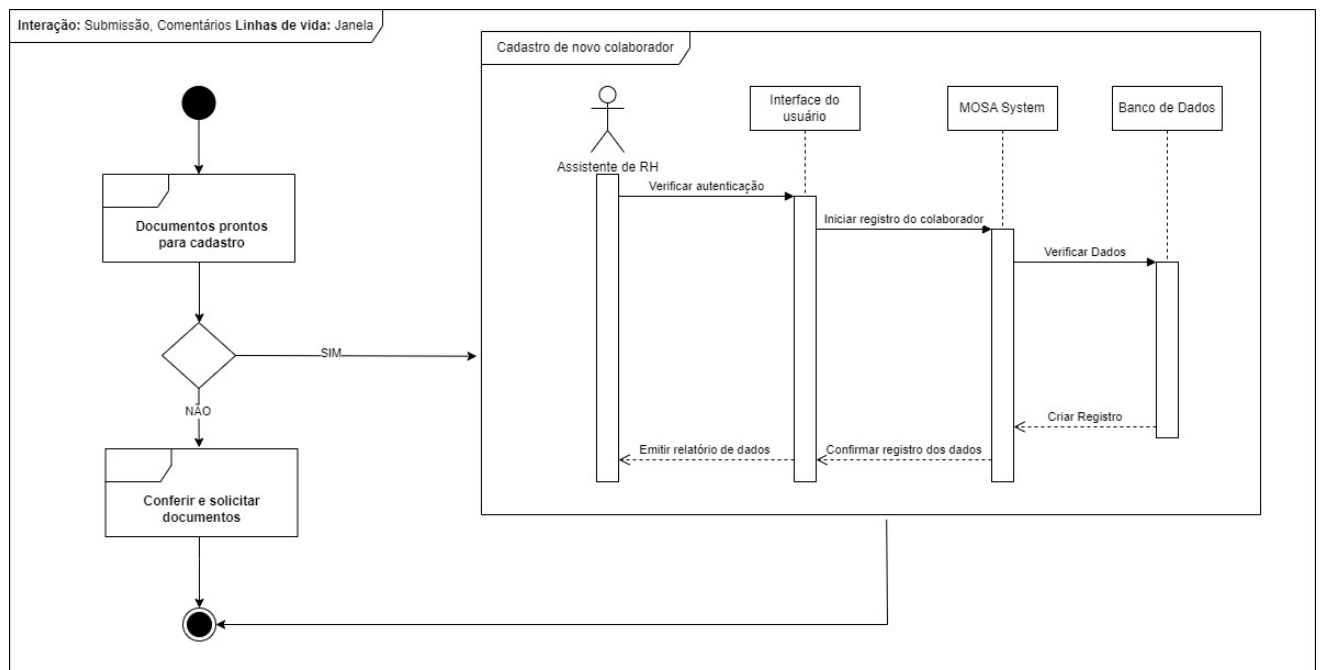 Interação: Submissão, Comentários Linhas de vida: Janela
Cadastro de novo colaborador
Interface do
usuário
MOSA System
Banco de Dados
Assistente de RH
Verificar autenticação
Iniciar registro do colaborador
Verificar Dados
Criar Registro
Confirmar registro dos dados
Emitir relatório de dados
Documentos prontos
para cadastro
SIM
NÃO
Conferir e solicitar
documentos